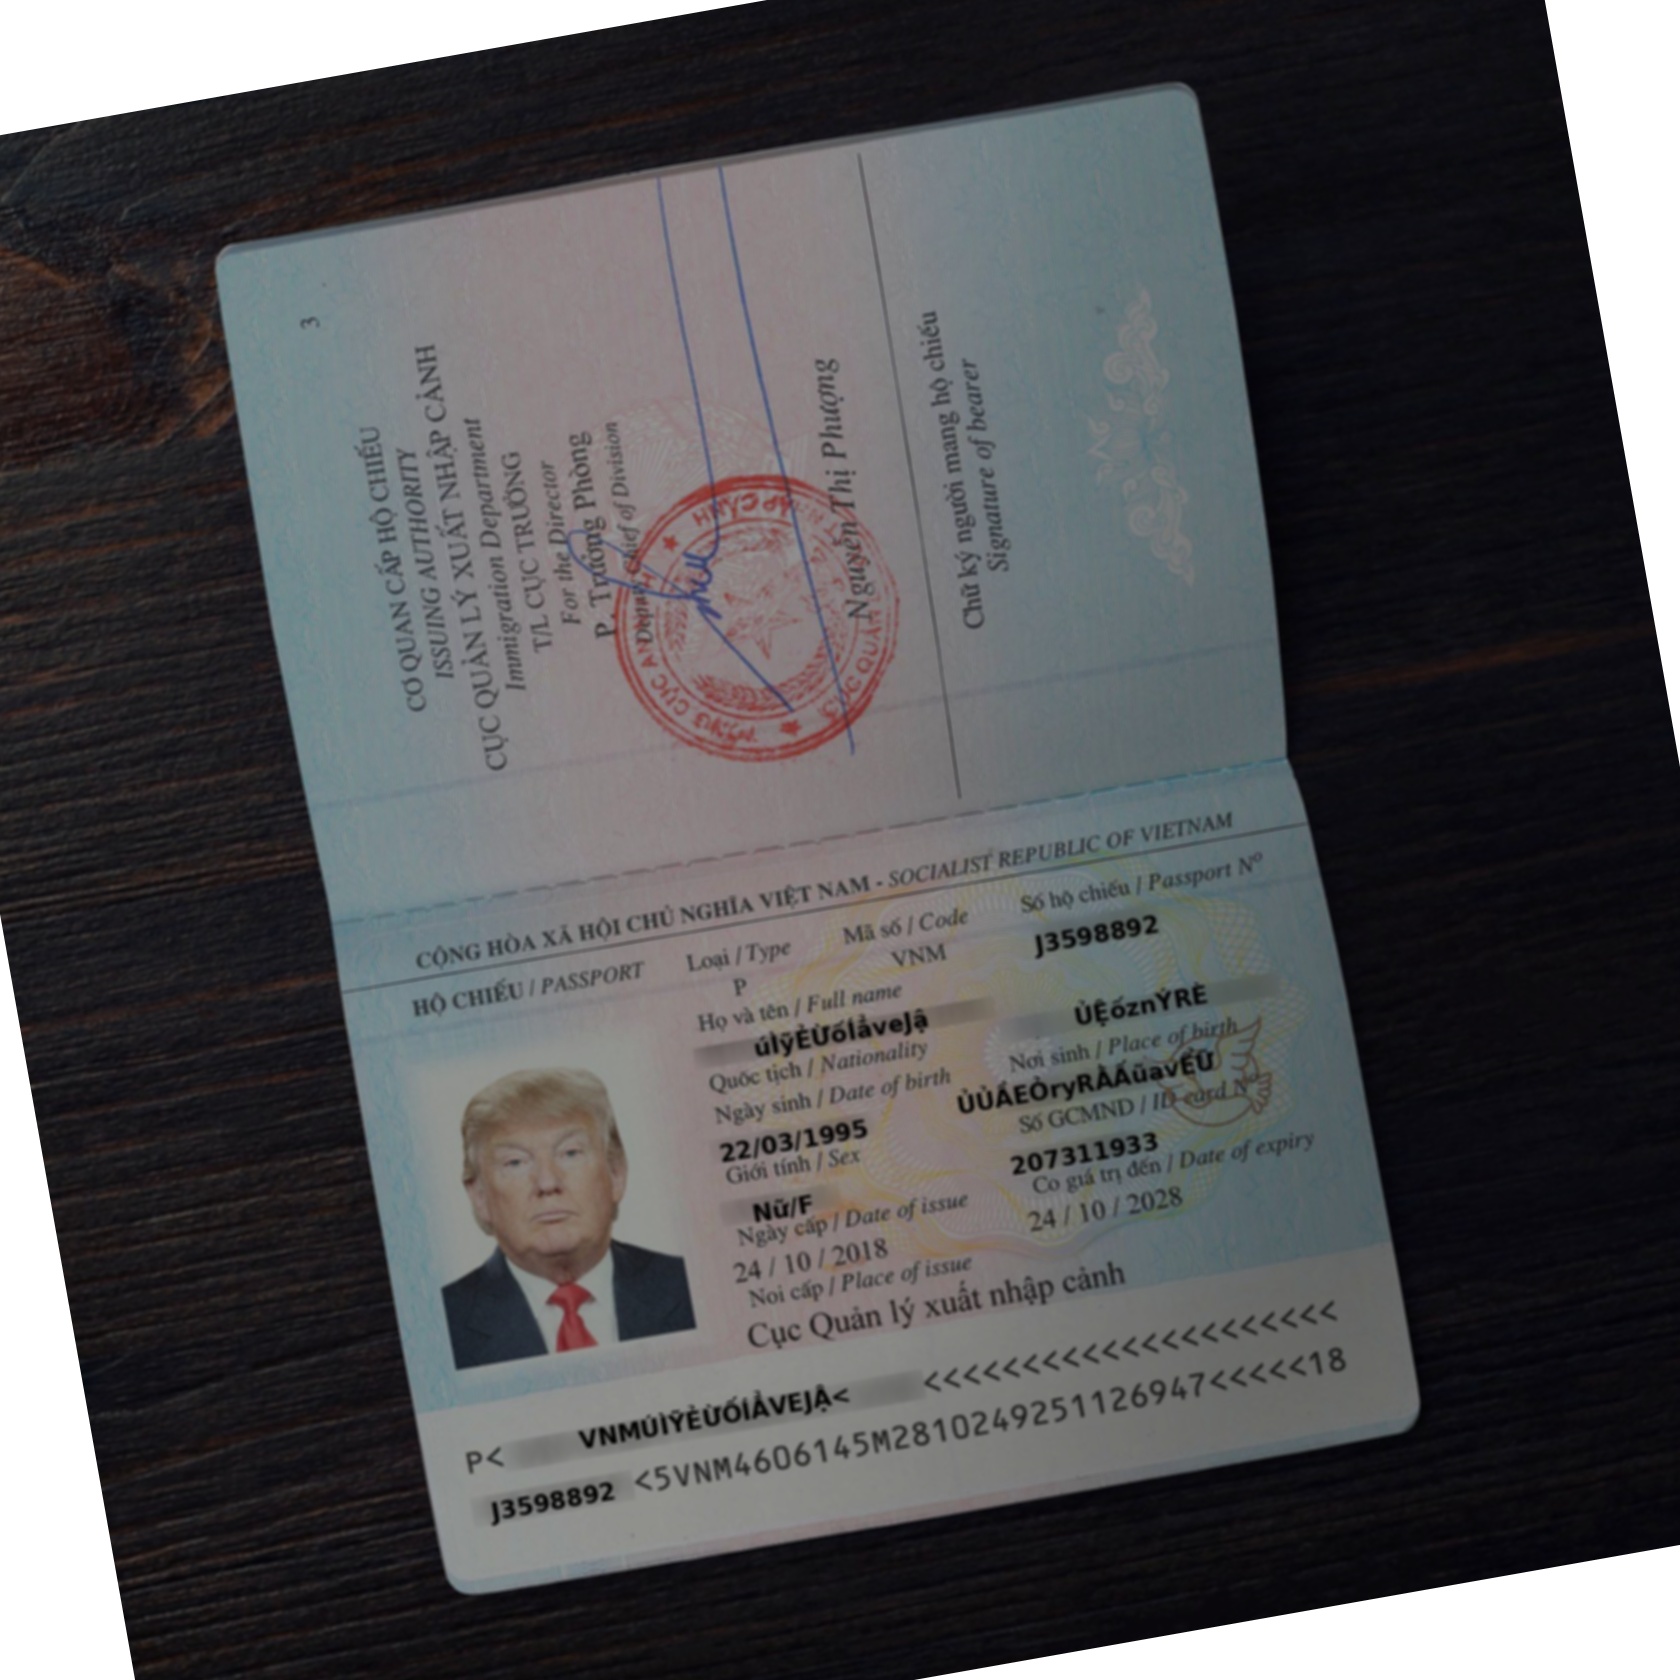 3
CƠ QUAN CẤP HỘ CHIẾU
ISSUING AUTHORITY
CỤC QUẢN LÝ XUẤT NHẬP CẢNH
Immigration Department
T/L CỤC TRƯỞNG
For the Director
P. Trưởng Phòng
Deputy Chief of Division
Nguyễn Thị Phượng
Chữ ký người mang hộ chiếu
Signature of bearer
CỘNG HÒA XÃ HỘI CHỦ NGHĨA VIỆT NAM - SOCIALIST REPUBLIC OF VIETNAM
HỘ CHIẾU / PASSPORT Loại / Type Mã số / Code Số hộ chiếu / Passport Nº
P VNM J3598892
Họ và tên / Full name
úìỹÈỪốÍẳveJậ ÙỆóznÝRÈ
Quốc tịch / Nationality Nơi sinh / Place of birth
ÙỦẤEÒryRÀẤũavỀỪ
Ngày sinh / Date of birth Số GCMND / ID card Nº
22/03/1995 207311933
Giới tính / Sex Có giá trị đến / Date of expiry
Nữ/F 24 / 10 / 2028
Ngày cấp / Date of issue
24 / 10 / 2018
Nơi cấp / Place of issue
Cục Quản lý xuất nhập cảnh
P< VNMÚÌỸÈỪỐÍẲVEJẬ< <<<<<<<<<<<<<<<<<<<<<<
J3598892 <5VNM4606145M2810249251126947<<<<<18